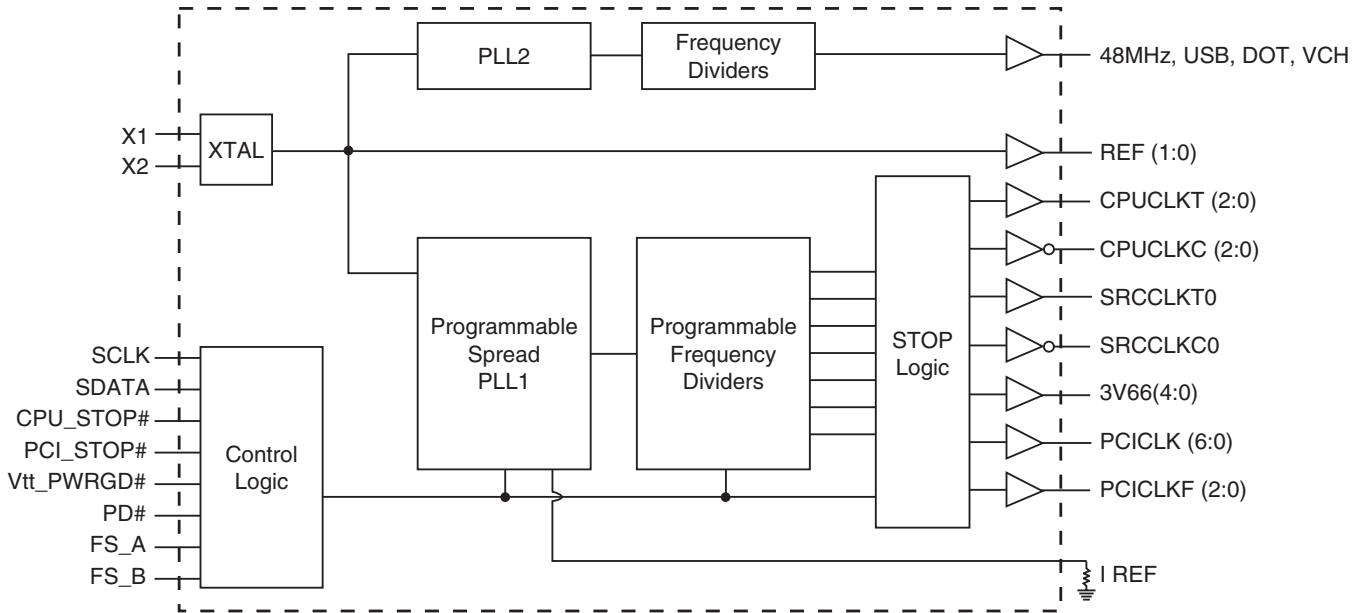 PLL2
Frequency
Dividers
48MHz, USB, DOT, VCH
X1
X2
XTAL
REF (1:0)
CPUCLKT (2:0)
CPUCLKC (2:0)
SRCCLKT0
SRCCLKC0
3V66(4:0)
PCICLK (6:0)
PCICLKF (2:0)
Programmable
Spread
PLL1
Programmable
Frequency
Dividers
STOP
Logic
SCLK
SDATA
CPU_STOP#
PCI_STOP#
Vtt_PWRGD#
PD#
FS_A
FS_B
Control
Logic
I REF